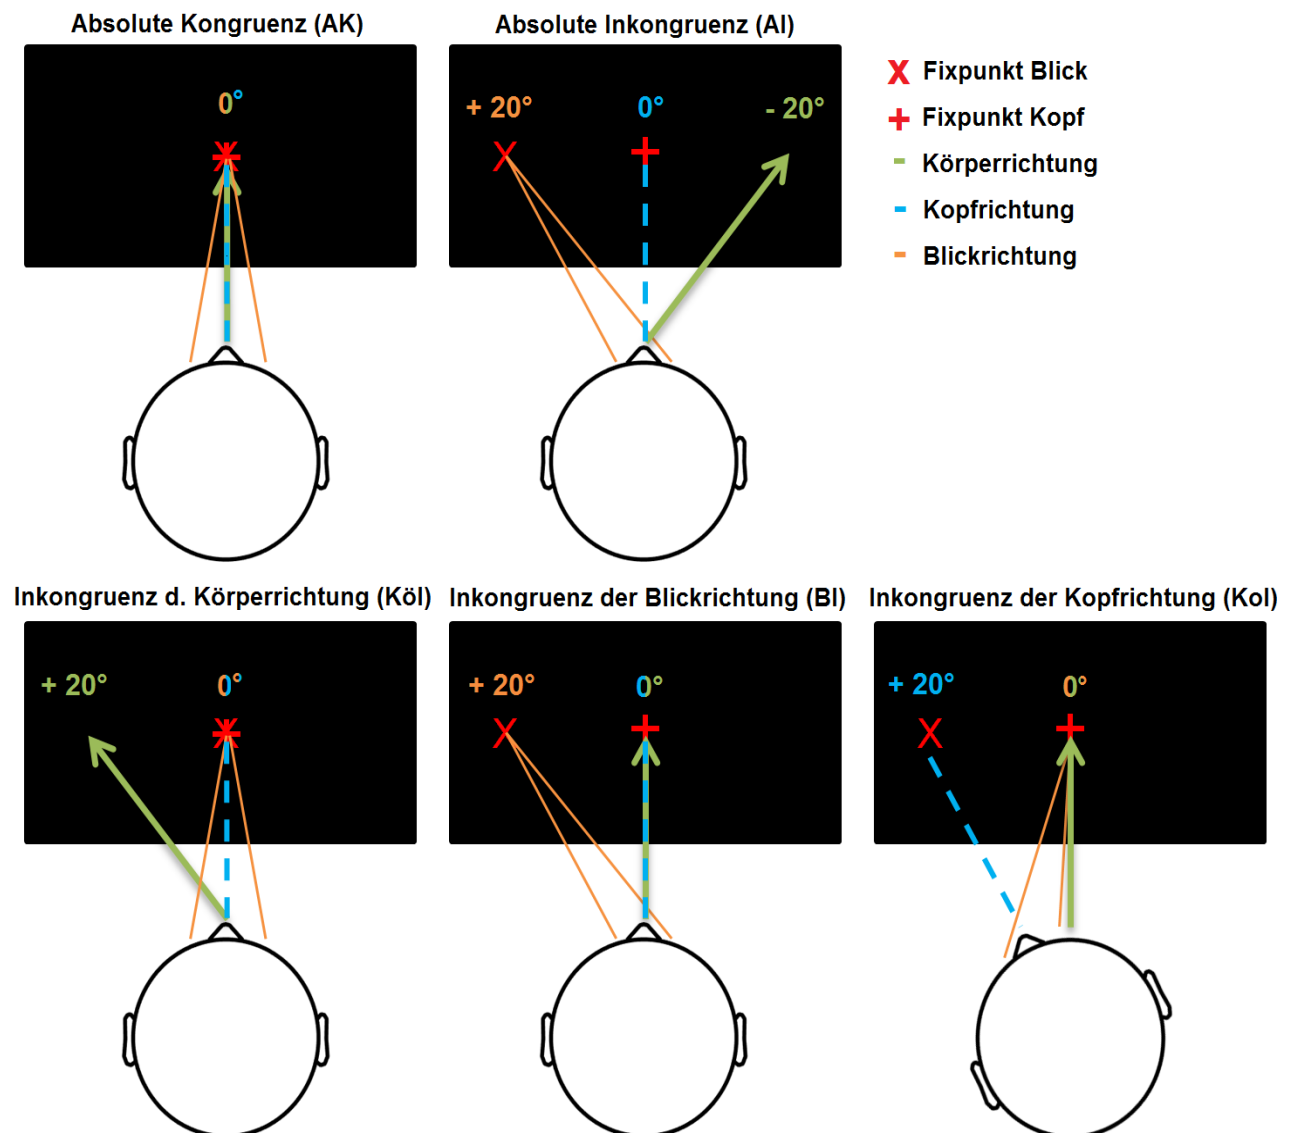 Absolute Kongruenz (AK)
Absolute Inkongruenz (AI)
0°
+ 20°
0°
- 20°
X Fixpunkt Blick
+ Fixpunkt Kopf
- Körperrichtung
- Kopfrichtung
- Blickrichtung
Inkongruenz d. Körperrichtung (KöI)
Inkongruenz der Blickrichtung (BI)
Inkongruenz der Kopfrichtung (KoI)
+ 20°
0°
+ 20°
0°
+ 20°
0°